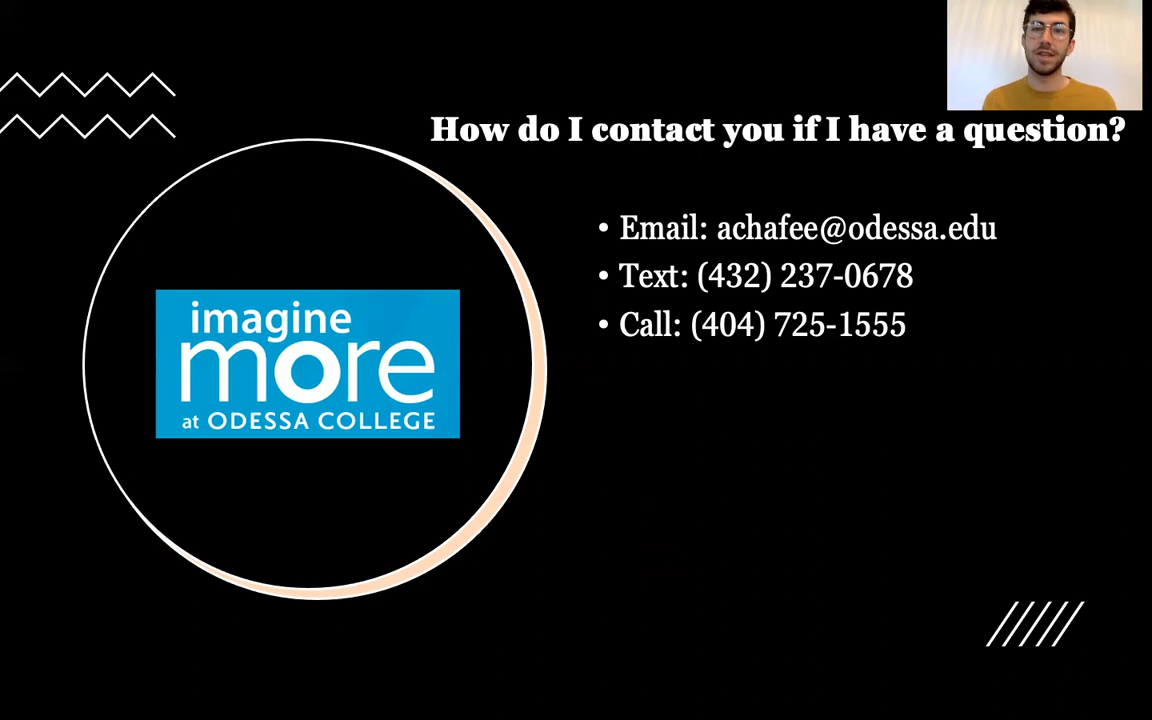 How do I contact you if I have a question?
• Email: achafee@odessa.edu
• Text: (432) 237-0678
• Call: (404) 725-1555
imagine
more
at ODESSA COLLEGE